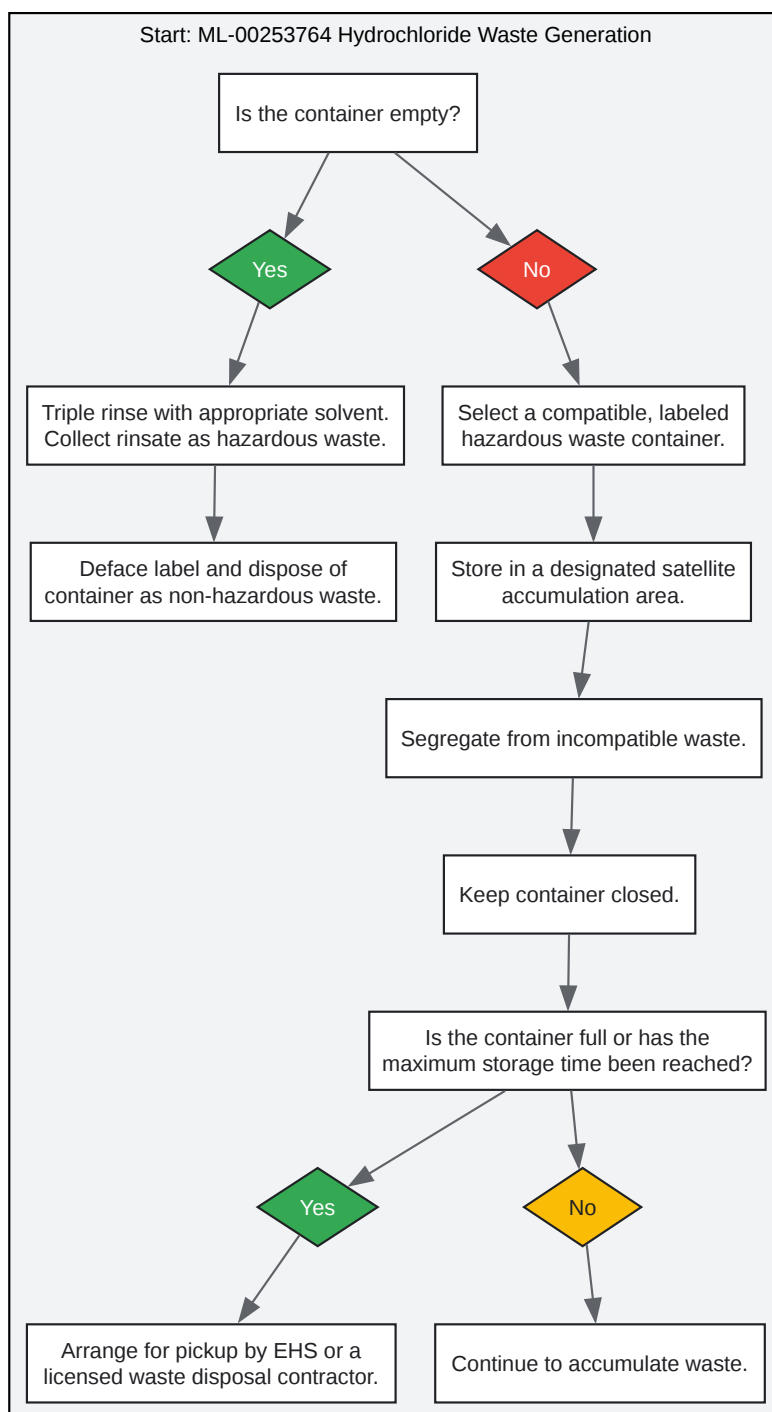 Start: ML-00253764 Hydrochloride Waste Generation
Is the container empty?
Yes
No
Triple rinse with appropriate solvent.
Collect rinsate as hazardous waste.
Select a compatible, labeled
hazardous waste container.
Deface label and dispose of
container as non-hazardous waste.
Store in a designated satellite
accumulation area.
Segregate from incompatible waste.
Keep container closed.
Is the container full or has the
maximum storage time been reached?
Yes
No
Arrange for pickup by EHS or a
licensed waste disposal contractor.
Continue to accumulate waste.